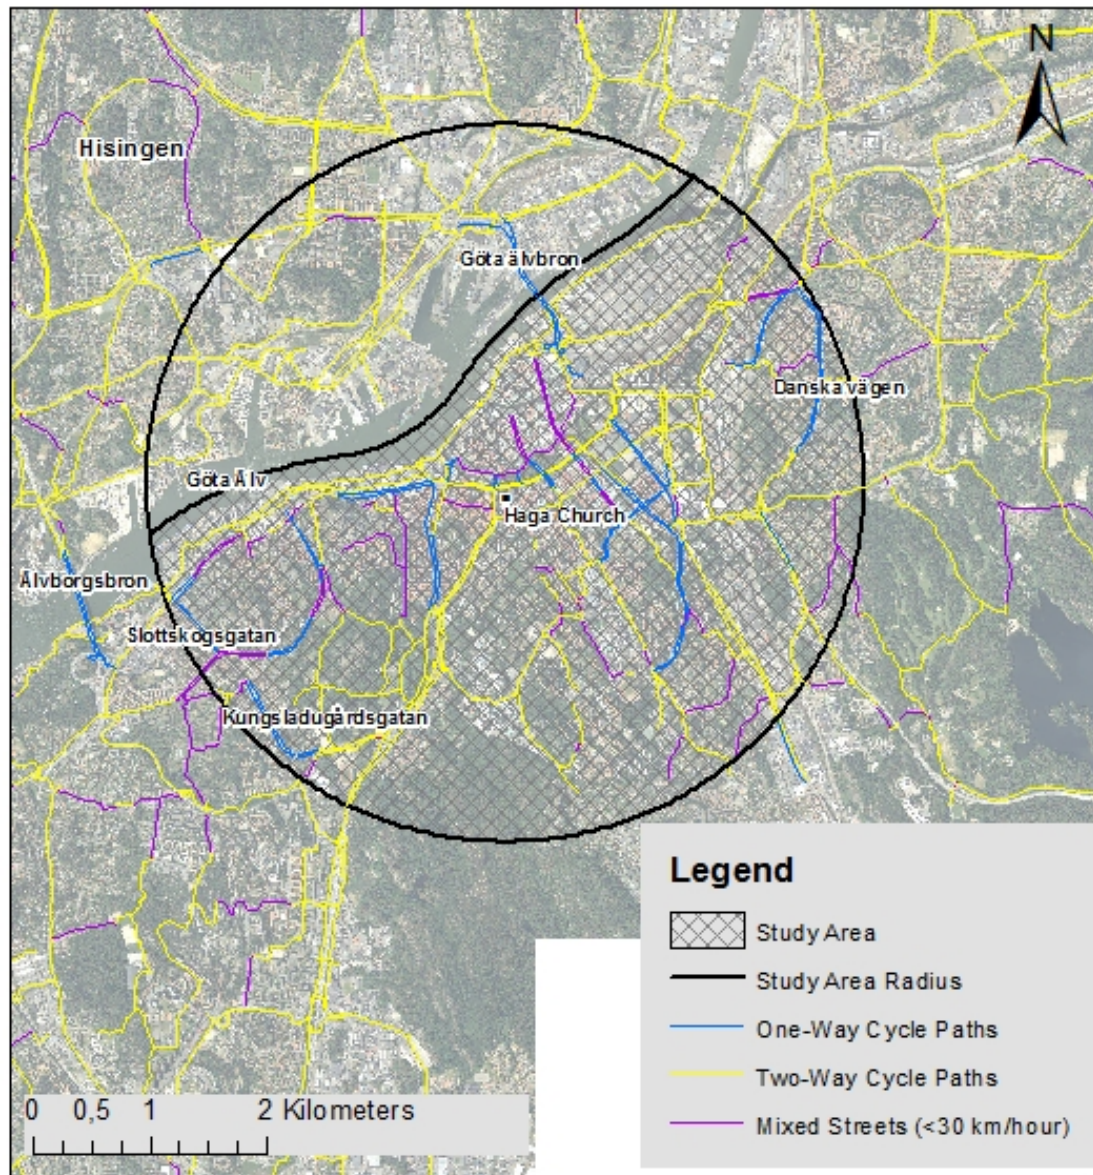 N
Hisingen
Göta älvbron
Danska vägen
Göta Älv
Haga Church
Älvborgsbron
Slottskogsgatan
Kungsladugårdsgatan
Legend
Study Area
Study Area Radius
One-Way Cycle Paths
Two-Way Cycle Paths
Mixed Streets (<30 km/hour)
0 0,5 1 2 Kilometers